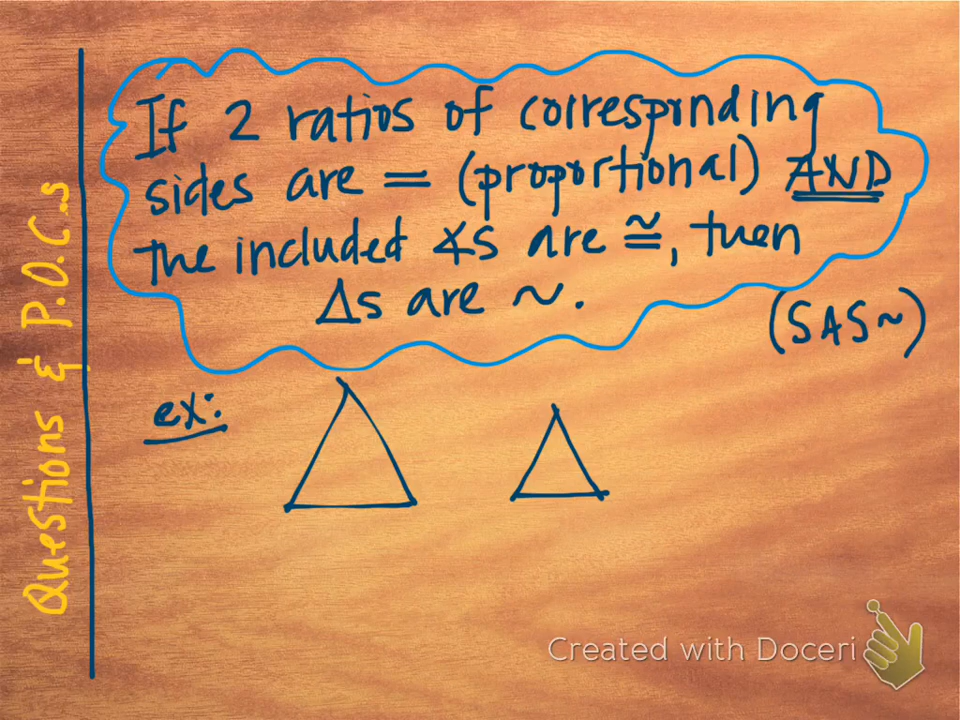 Questions & P.O.C.s
If 2 ratios of corresponding
sides are = (proportional) AND
the included ∡s are ≅, then
Δs are ~.
(SAS~)
ex:
Created with Doceri